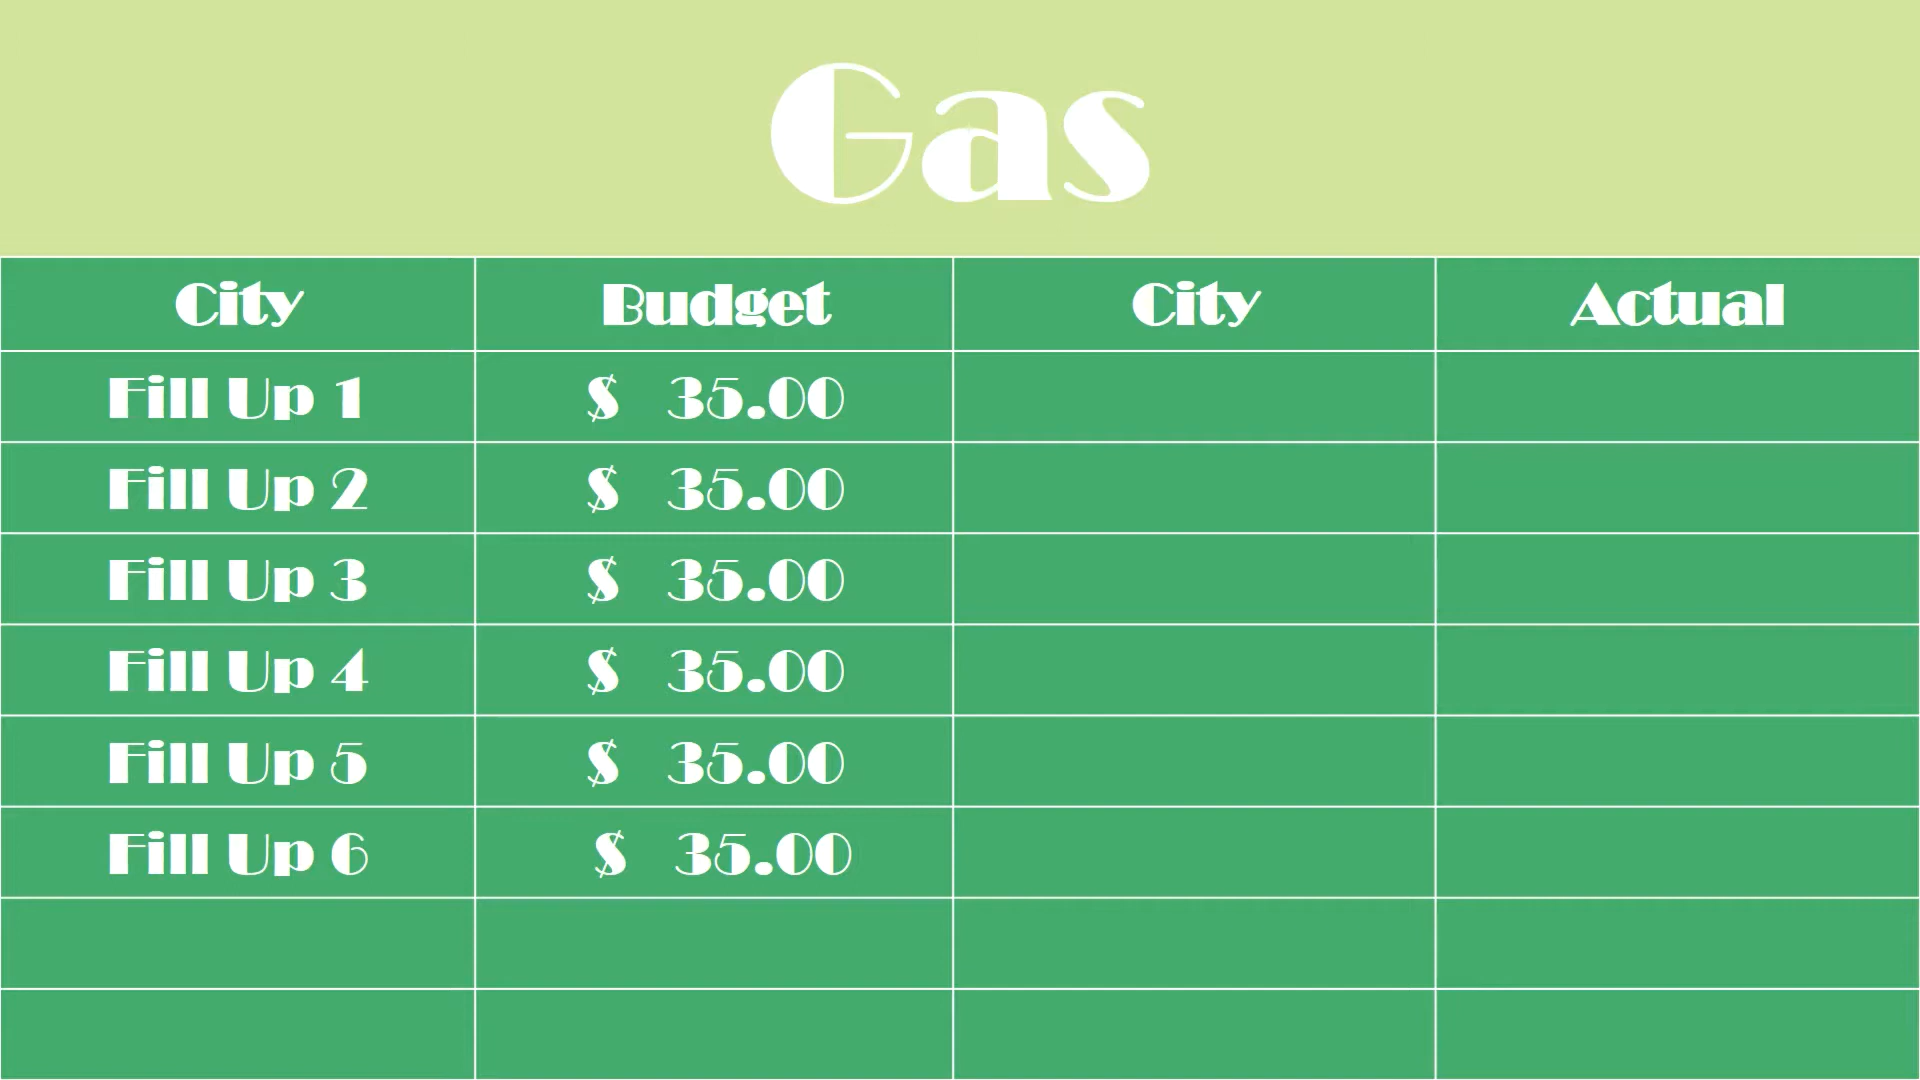 Gas
City Budget City Actual
Fill Up 1 $ 35.00
Fill Up 2 $ 35.00
Fill Up 3 $ 35.00
Fill Up 4 $ 35.00
Fill Up 5 $ 35.00
Fill Up 6 $ 35.00